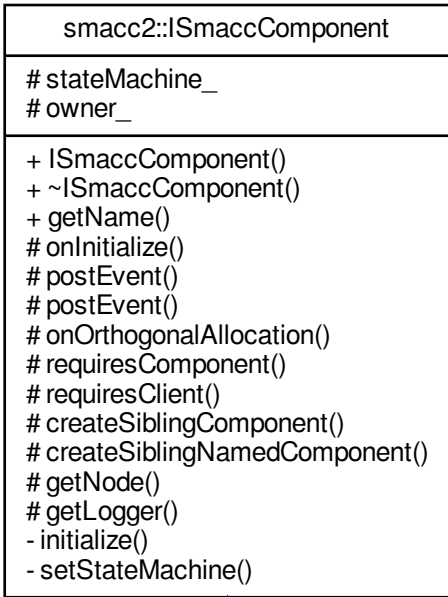 smacc2::ISmaccComponent
# stateMachine_
# owner_
+ ISmaccComponent()
+ ~ISmaccComponent()
+ getName()
# onInitialize()
# postEvent()
# postEvent()
# onOrthogonalAllocation()
# requiresComponent()
# requiresClient()
# createSiblingComponent()
# createSiblingNamedComponent()
# getNode()
# getLogger()
- initialize()
- setStateMachine()